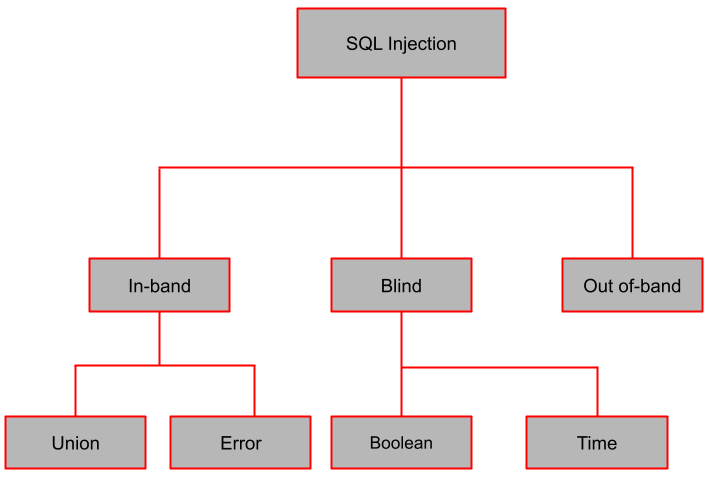 SQL Injection
In-band
Blind
Out of-band
Union
Error
Boolean
Time